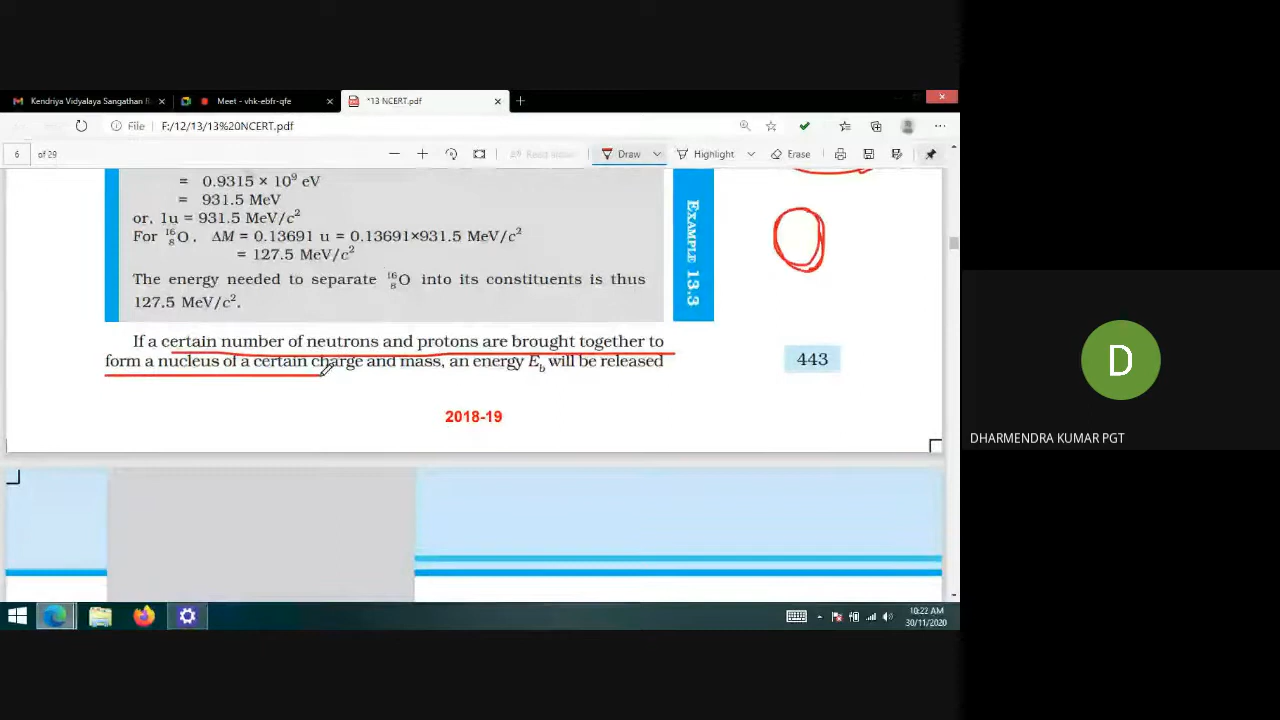 Kendriya Vidyalaya Sangathan
Meet - vhk-ebfr-qfe
*13 NCERT.pdf
File F:/12/13/13%20NCERT.pdf
6 of 29
Read aloud
Draw
Highlight
Erase
= 0.9315 × 10⁹ eV
= 931.5 MeV
or, 1u = 931.5 MeV/c²
For ¹⁶₈O, ΔM = 0.13691 u = 0.13691×931.5 MeV/c²
= 127.5 MeV/c²
The energy needed to separate ¹⁶₈O into its constituents is thus
127.5 MeV/c².
EXAMPLE 13.3
If a certain number of neutrons and protons are brought together to
form a nucleus of a certain charge and mass, an energy E_b will be released
443
2018-19
D
DHARMENDRA KUMAR PGT
10:22 AM
30/11/2020